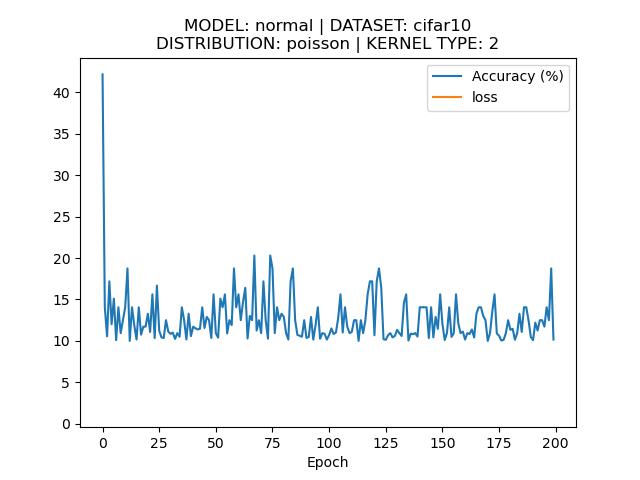 MODEL: normal | DATASET: cifar10
DISTRIBUTION: poisson | KERNEL TYPE: 2
Accuracy (%)
loss
40
35
30
25
20
15
10
5
0
0 25 50 75 100 125 150 175 200
Epoch